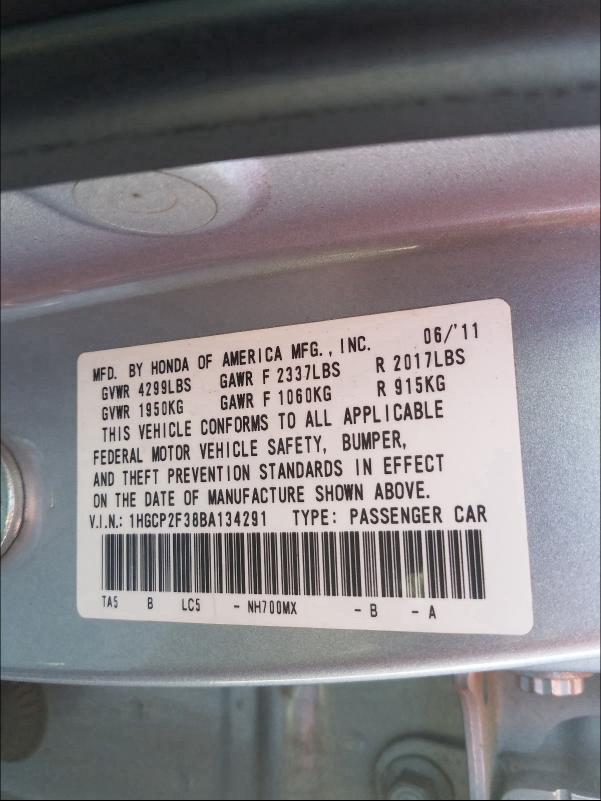 MFD. BY HONDA OF AMERICA MFG., INC. 06/'11
GVWR 4299LBS GAWR F 2337LBS R 2017LBS
GVWR 1950KG GAWR F 1060KG R 915KG
THIS VEHICLE CONFORMS TO ALL APPLICABLE
FEDERAL MOTOR VEHICLE SAFETY, BUMPER,
AND THEFT PREVENTION STANDARDS IN EFFECT
ON THE DATE OF MANUFACTURE SHOWN ABOVE.
V.I.N.: 1HGCP2F38BA134291 TYPE: PASSENGER CAR
TA5 B LC5 - NH700MX - B - A